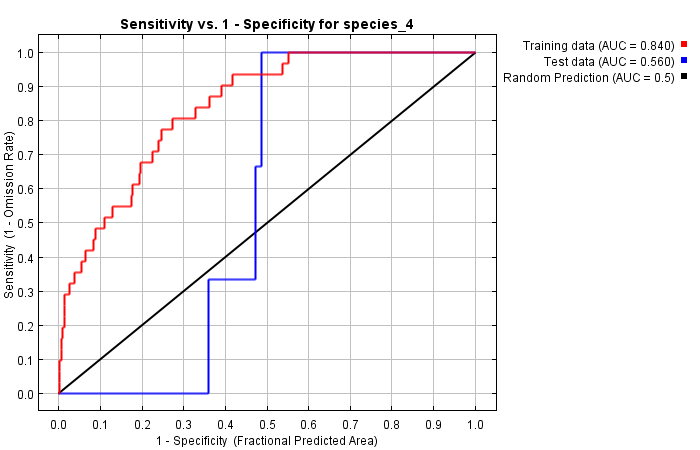 Sensitivity vs. 1 - Specificity for species_4
Training data (AUC = 0.840)
Test data (AUC = 0.560)
Random Prediction (AUC = 0.5)
Sensitivity (1 - Omission Rate)
1.0
0.9
0.8
0.7
0.6
0.5
0.4
0.3
0.2
0.1
0.0
0.0 0.1 0.2 0.3 0.4 0.5 0.6 0.7 0.8 0.9 1.0
1 - Specificity (Fractional Predicted Area)